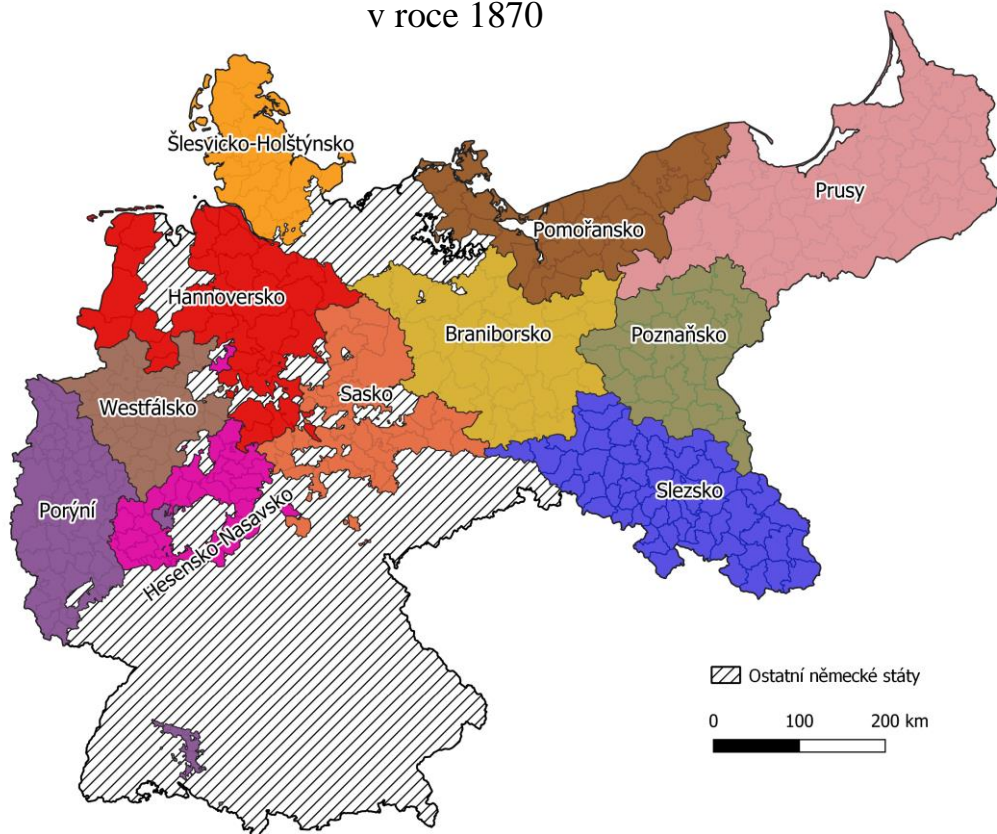 v roce 1870
Šlesvicko-Holštýnsko
Prusy
Pomořansko
Hannoversko
Braniborsko
Poznaňsko
Sasko
Westfálsko
Slezsko
Porýní
Hesensko-Nasavsko
Ostatní německé státy
0 100 200 km